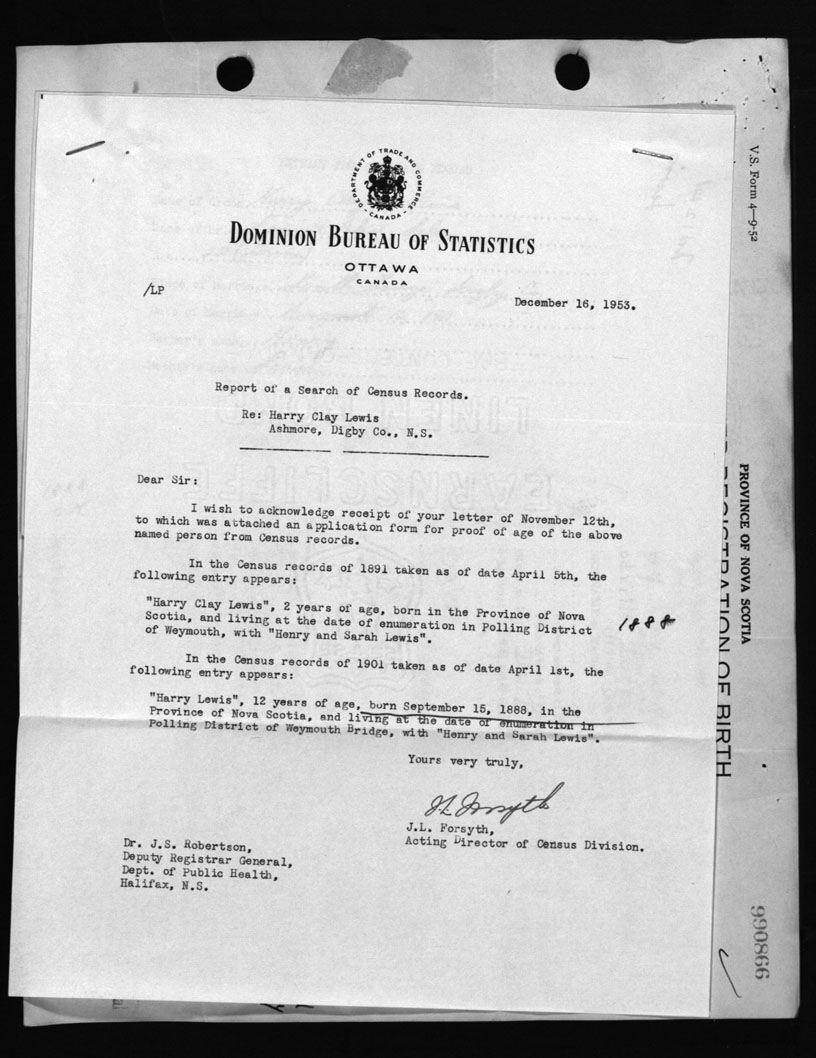 DEPARTMENT OF TRADE AND COMMERCE
- CANADA -
DOMINION BUREAU OF STATISTICS
OTTAWA
CANADA
/LP
December 16, 1953.
Report of a Search of Census Records.
Re: Harry Clay Lewis
Ashmore, Digby Co., N.S.
Dear Sir:
I wish to acknowledge receipt of your letter of November 12th,
to which was attached an application form for proof of age of the above
named person from Census records.
In the Census records of 1891 taken as of date April 5th, the
following entry appears:
"Harry Clay Lewis", 2 years of age, born in the Province of Nova
Scotia, and living at the date of enumeration in Polling District
of Weymouth, with "Henry and Sarah Lewis".
1888
In the Census records of 1901 taken as of date April 1st, the
following entry appears:
"Harry Lewis", 12 years of age, born September 15, 1888, in the
Province of Nova Scotia, and living at the date of enumeration in
Polling District of Weymouth Bridge, with "Henry and Sarah Lewis".
Yours very truly,
J.L. Forsyth
J.L. Forsyth,
Acting Director of Census Division.
Dr. J.S. Robertson,
Deputy Registrar General,
Dept. of Public Health,
Halifax, N.S.
V.S. Form 4—9-52
PROVINCE OF NOVA SCOTIA
REGISTRATION OF BIRTH
990866